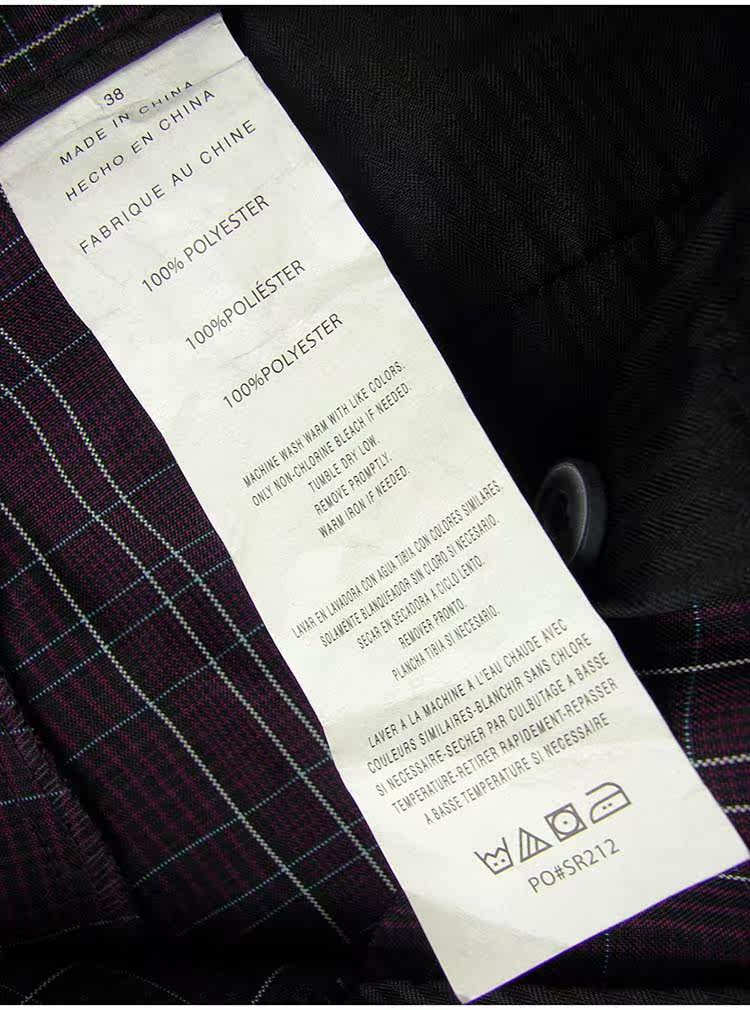 38
MADE IN CHINA
HECHO EN CHINA
FABRIQUE AU CHINE
100% POLYESTER
100%POLIÉSTER
100%POLYESTER
MACHINE WASH WARM WITH LIKE COLORS.
ONLY NON-CHLORINE BLEACH IF NEEDED.
TUMBLE DRY LOW.
REMOVE PROMPTLY.
WARM IRON IF NEEDED.
LAVAR EN LAVADORA CON AGUA TIBIA CON COLORES SIMILARES.
SOLAMENTE BLANQUEADOR SIN CLORO SI NECESARIO.
SECAR EN SECADORA A CICLO LENTO.
REMOVER PRONTO.
PLANCHA TIBIA SI NECESARIO.
LAVER À LA MACHINE À L'EAU CHAUDE AVEC
COULEURS SIMILAIRES-BLANCHIR SANS CHLORE
SI NECESSAIRE-SECHER PAR CULBUTAGE À BASSE
TEMPERATURE-RETIRER RAPIDEMENT-REPASSER
A BASSE TEMPERATURE SI NECESSAIRE
PO#SR212